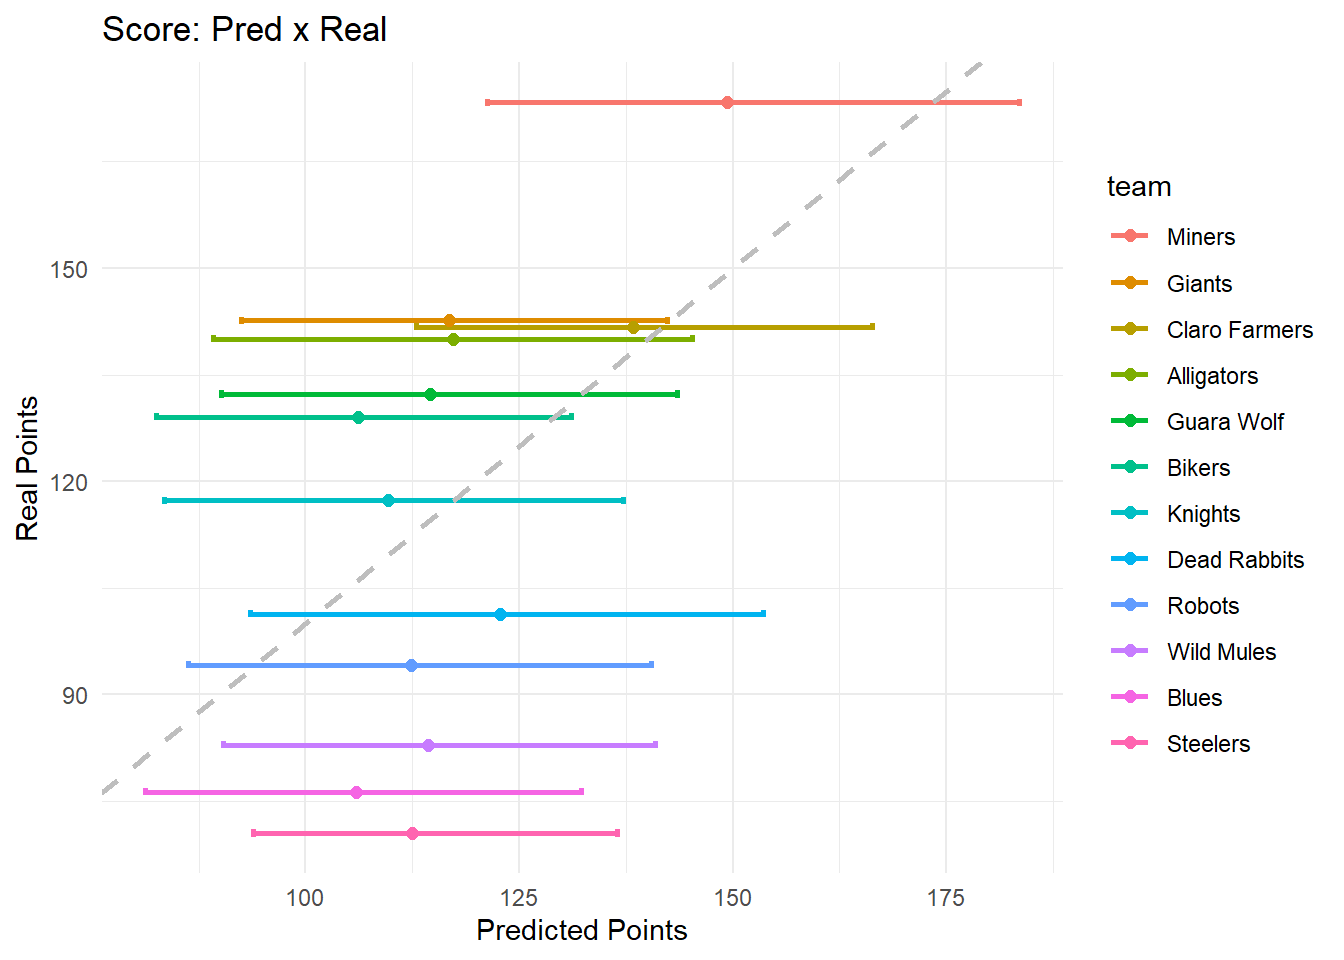 Score: Pred x Real
Real Points
150
120
90
100
125
150
175
Predicted Points
team
Miners
Giants
Claro Farmers
Alligators
Guara Wolf
Bikers
Knights
Dead Rabbits
Robots
Wild Mules
Blues
Steelers